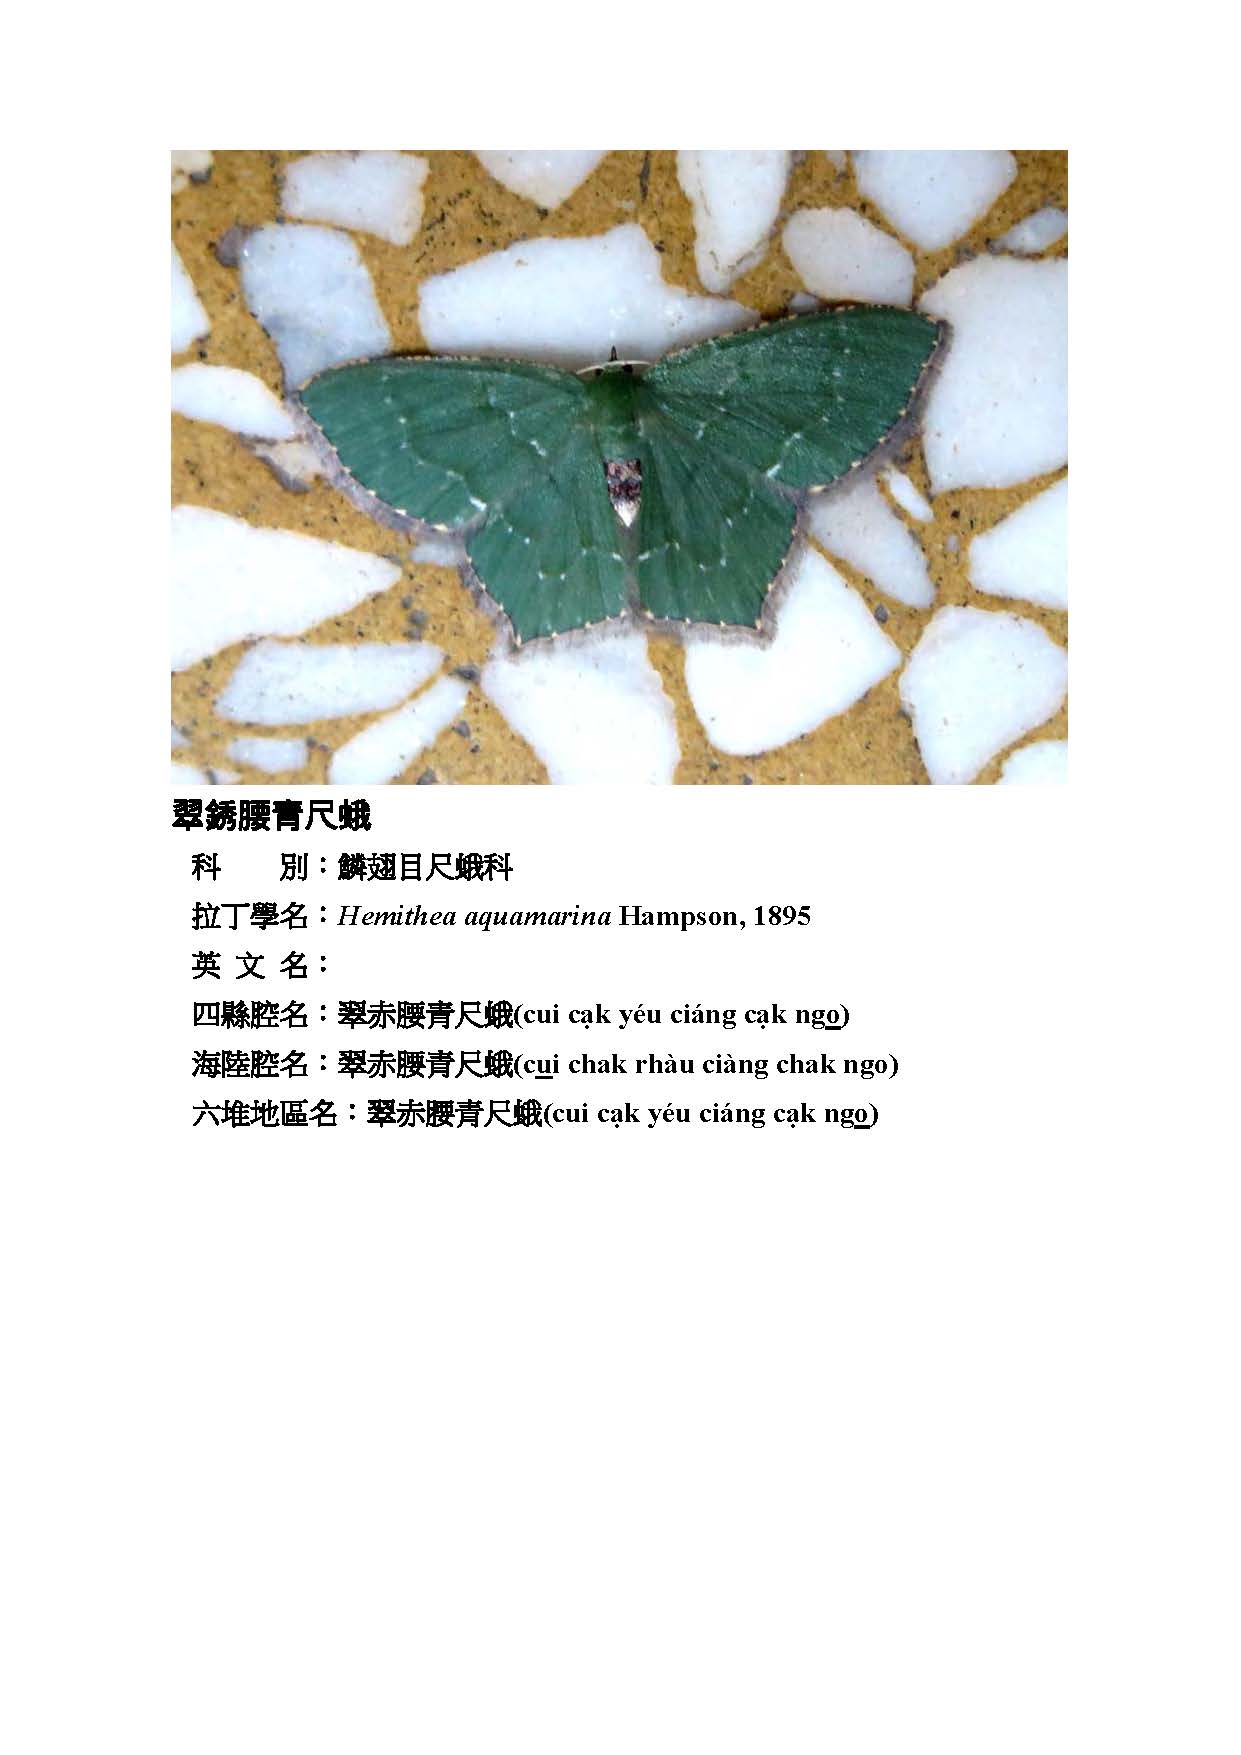 翠銹腰青尺蛾
科　　別：鱗翅目尺蛾科
拉丁學名：Hemithea aquamarina Hampson, 1895
英 文 名：
四縣腔名：翠赤腰青尺蛾(cui ca̠k yéu ciáng ca̠k ngo̲)
海陸腔名：翠赤腰青尺蛾(cu̲i chak rhàu ciàng chak ngo)
六堆地區名：翠赤腰青尺蛾(cui cạk yéu ciáng cạk ngo̲)